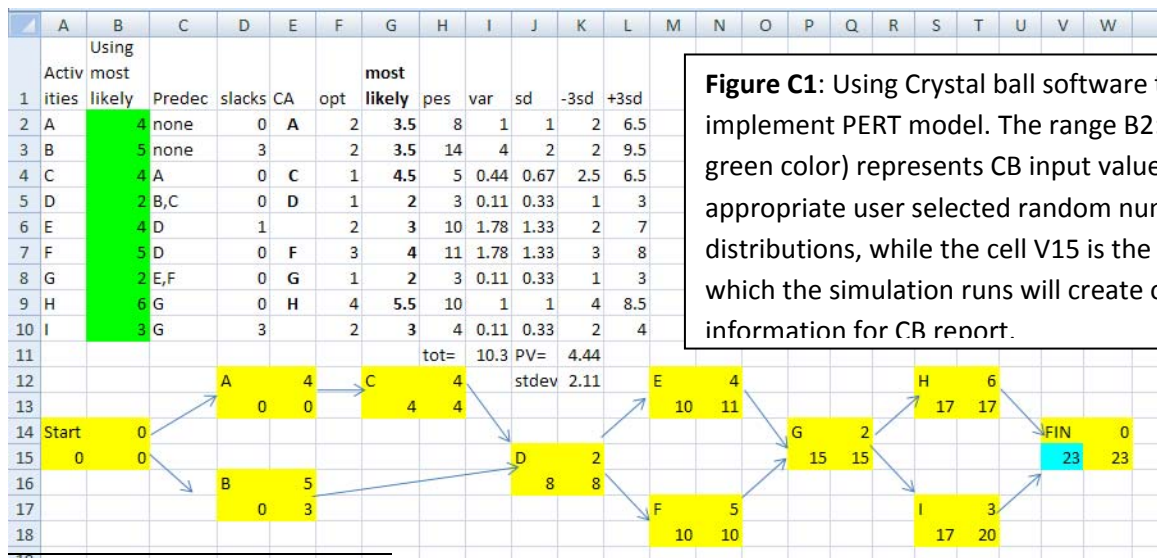 A B C D E F G H I J K L M N O P Q R S T U V W
1 Activ ities Using most likely Predec slacks CA opt most likely pes var sd -3sd +3sd
2 A 4 none 0 A 2 3.5 8 1 1 2 6.5
3 B 5 none 3 2 3.5 14 4 2 2 9.5
4 C 4 A 0 C 1 4.5 5 0.44 0.67 2.5 6.5
5 D 2 B,C 0 D 1 2 3 0.11 0.33 1 3
6 E 4 D 1 2 3 10 1.78 1.33 2 7
7 F 5 D 0 F 3 4 11 1.78 1.33 3 8
8 G 2 E,F 0 G 1 2 3 0.11 0.33 1 3
9 H 6 G 0 H 4 5.5 10 1 1 4 8.5
10 I 3 G 3 2 3 4 0.11 0.33 2 4
Figure C1: Using Crystal ball software
implement PERT model. The range B2:
green color) represents CB input value
appropriate user selected random
distributions, while the cell V15 is the
which the simulation runs will create
information for CB report.
11 tot= 10.3 PV= 4.44
12 A 4 C 4 stdev 2.11 E 4 H 6
13 0 0 4 4 10 11 17 17
14 Start 0 G 2 FIN 0
15 0 0 D 2 15 15 23 23
16 B 5 8 8
17 0 3 F 5 I 3
18 10 10 17 20